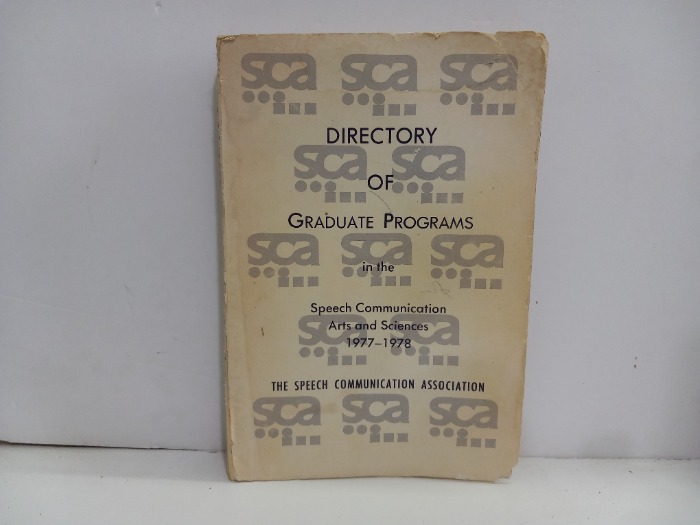 sca sca sca
DIRECTORY
sca sca
OF
GRADUATE PROGRAMS
sca sca sca
in the
Speech Communication
sca sca
Arts and Sciences
1977-1978
THE SPEECH COMMUNICATION ASSOCIATION
sca sca sca